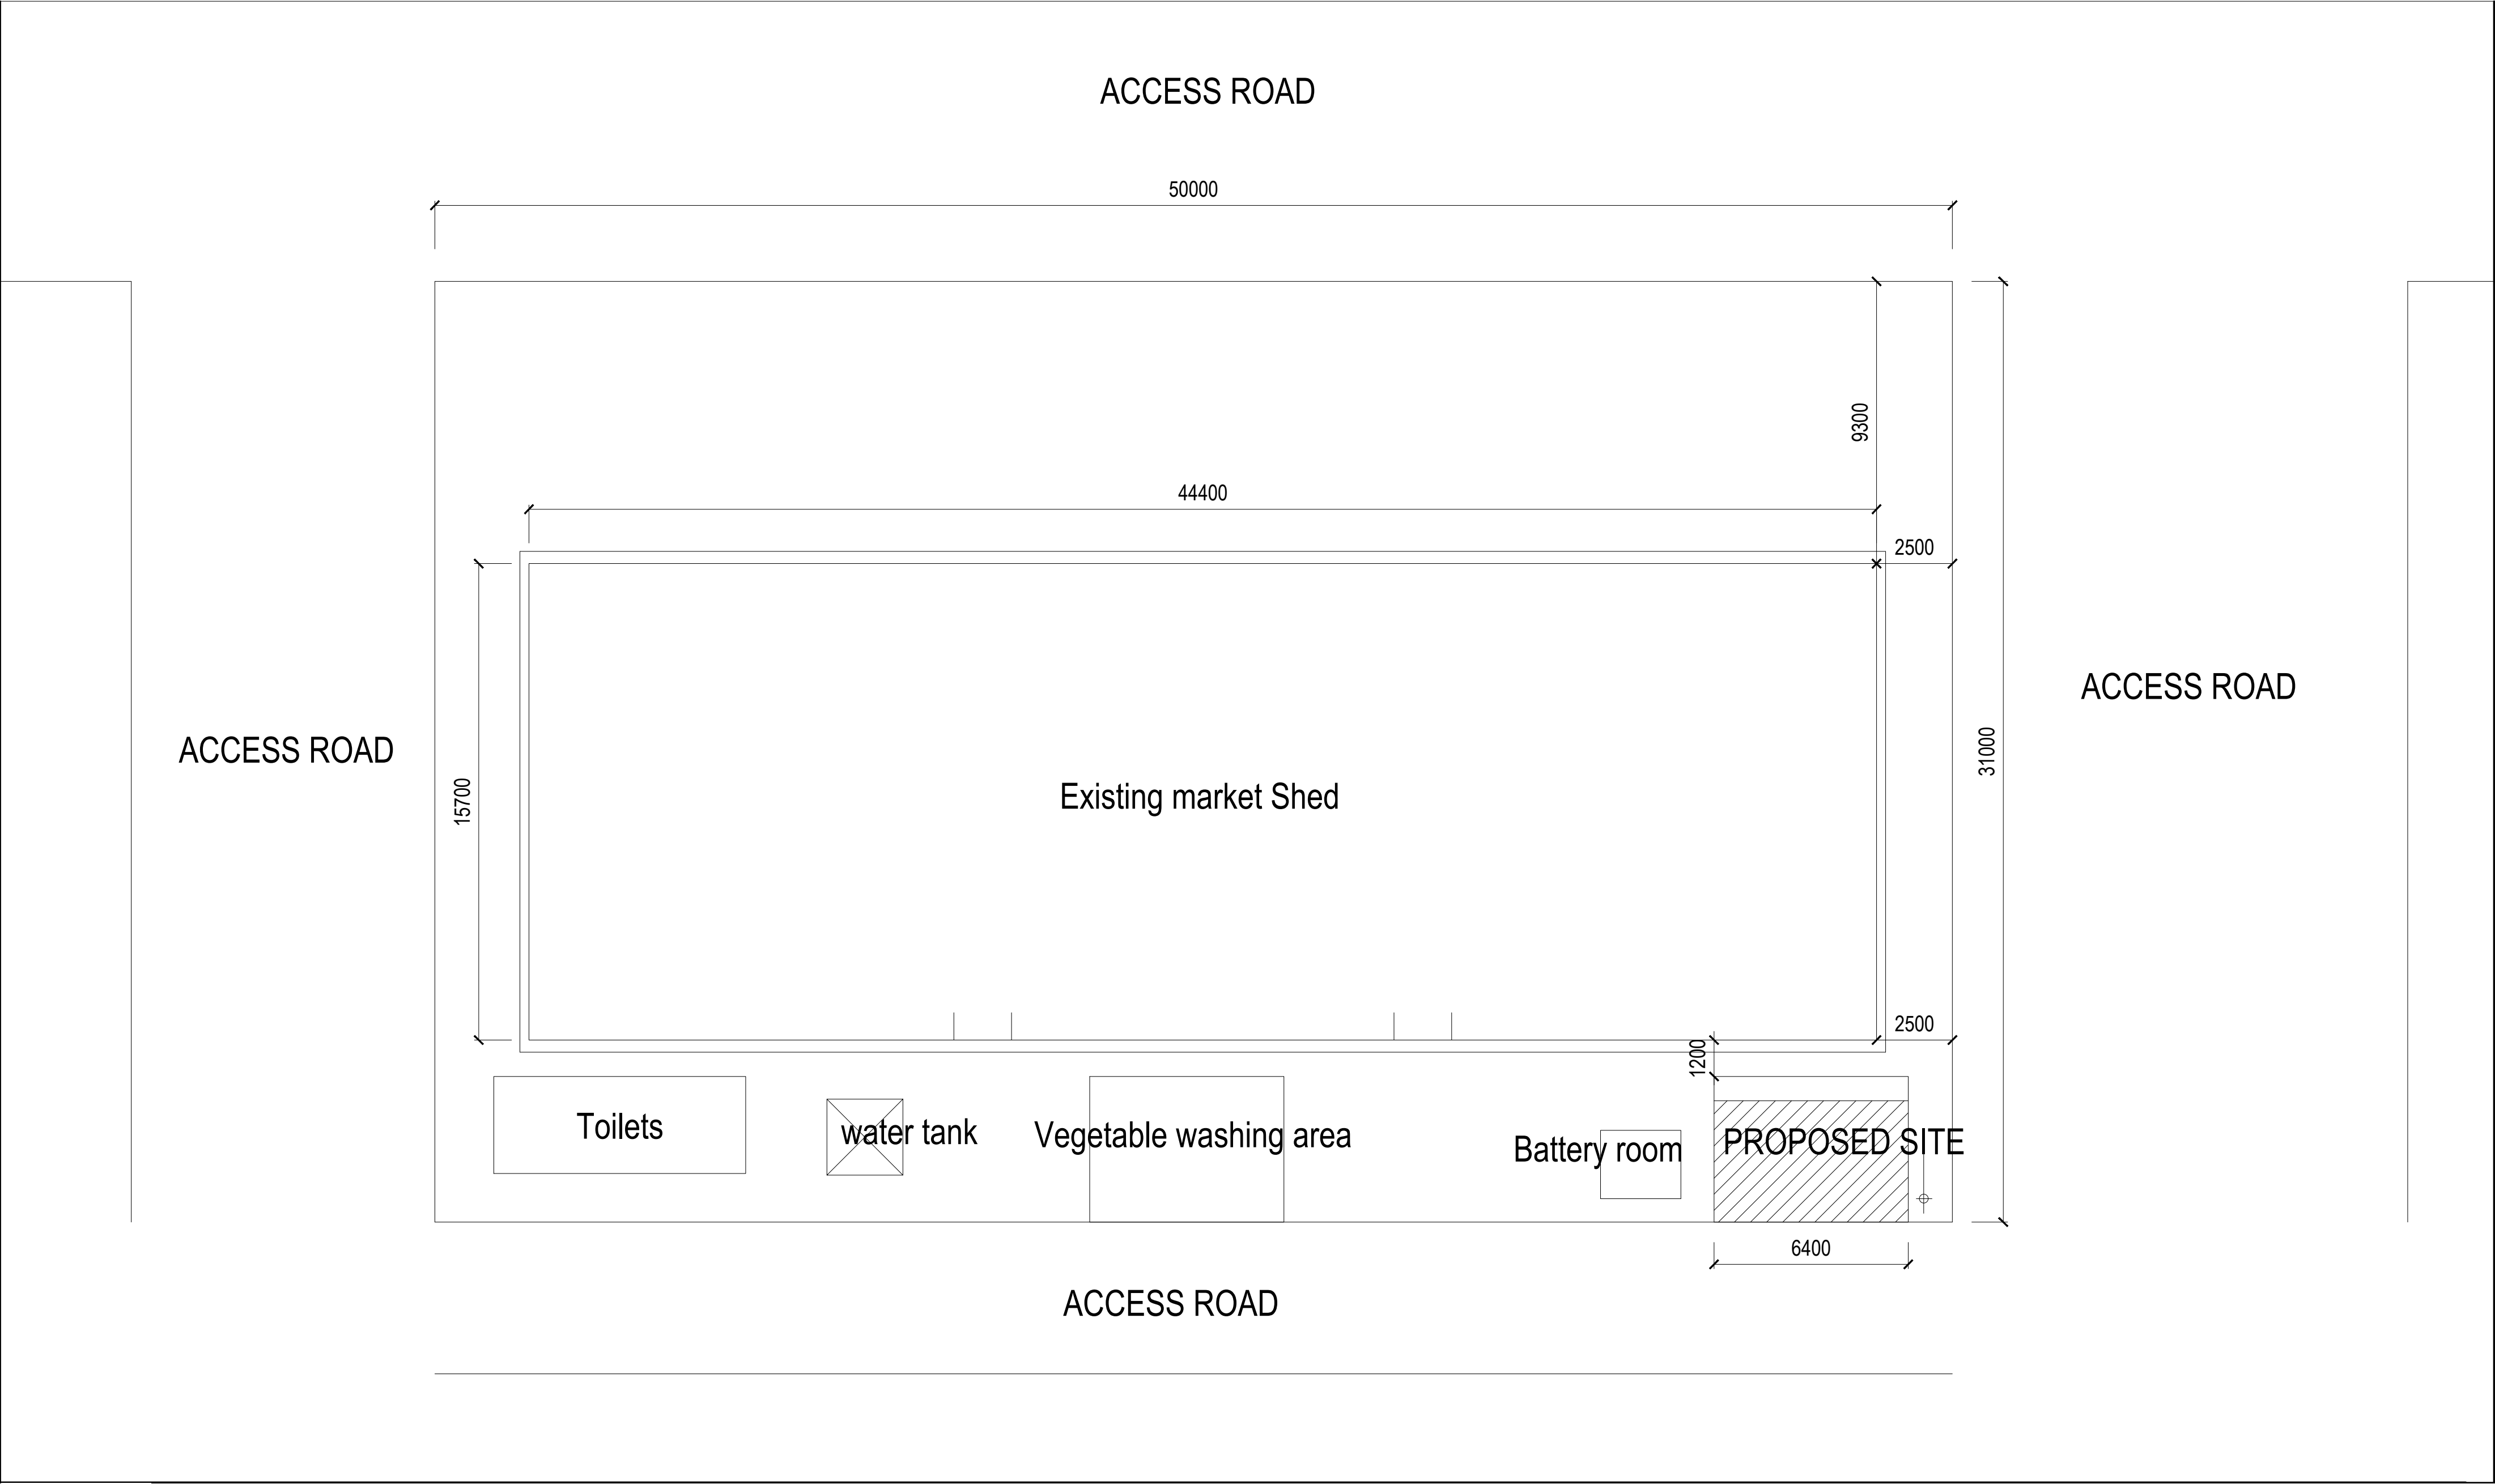 ACCESS ROAD
50000
9300
44400
2500
ACCESS ROAD
ACCESS ROAD
31000
15700
Existing market Shed
2500
1200
Toilets
water tank
Vegetable washing area
Battery room
PROPOSED SITE
6400
ACCESS ROAD